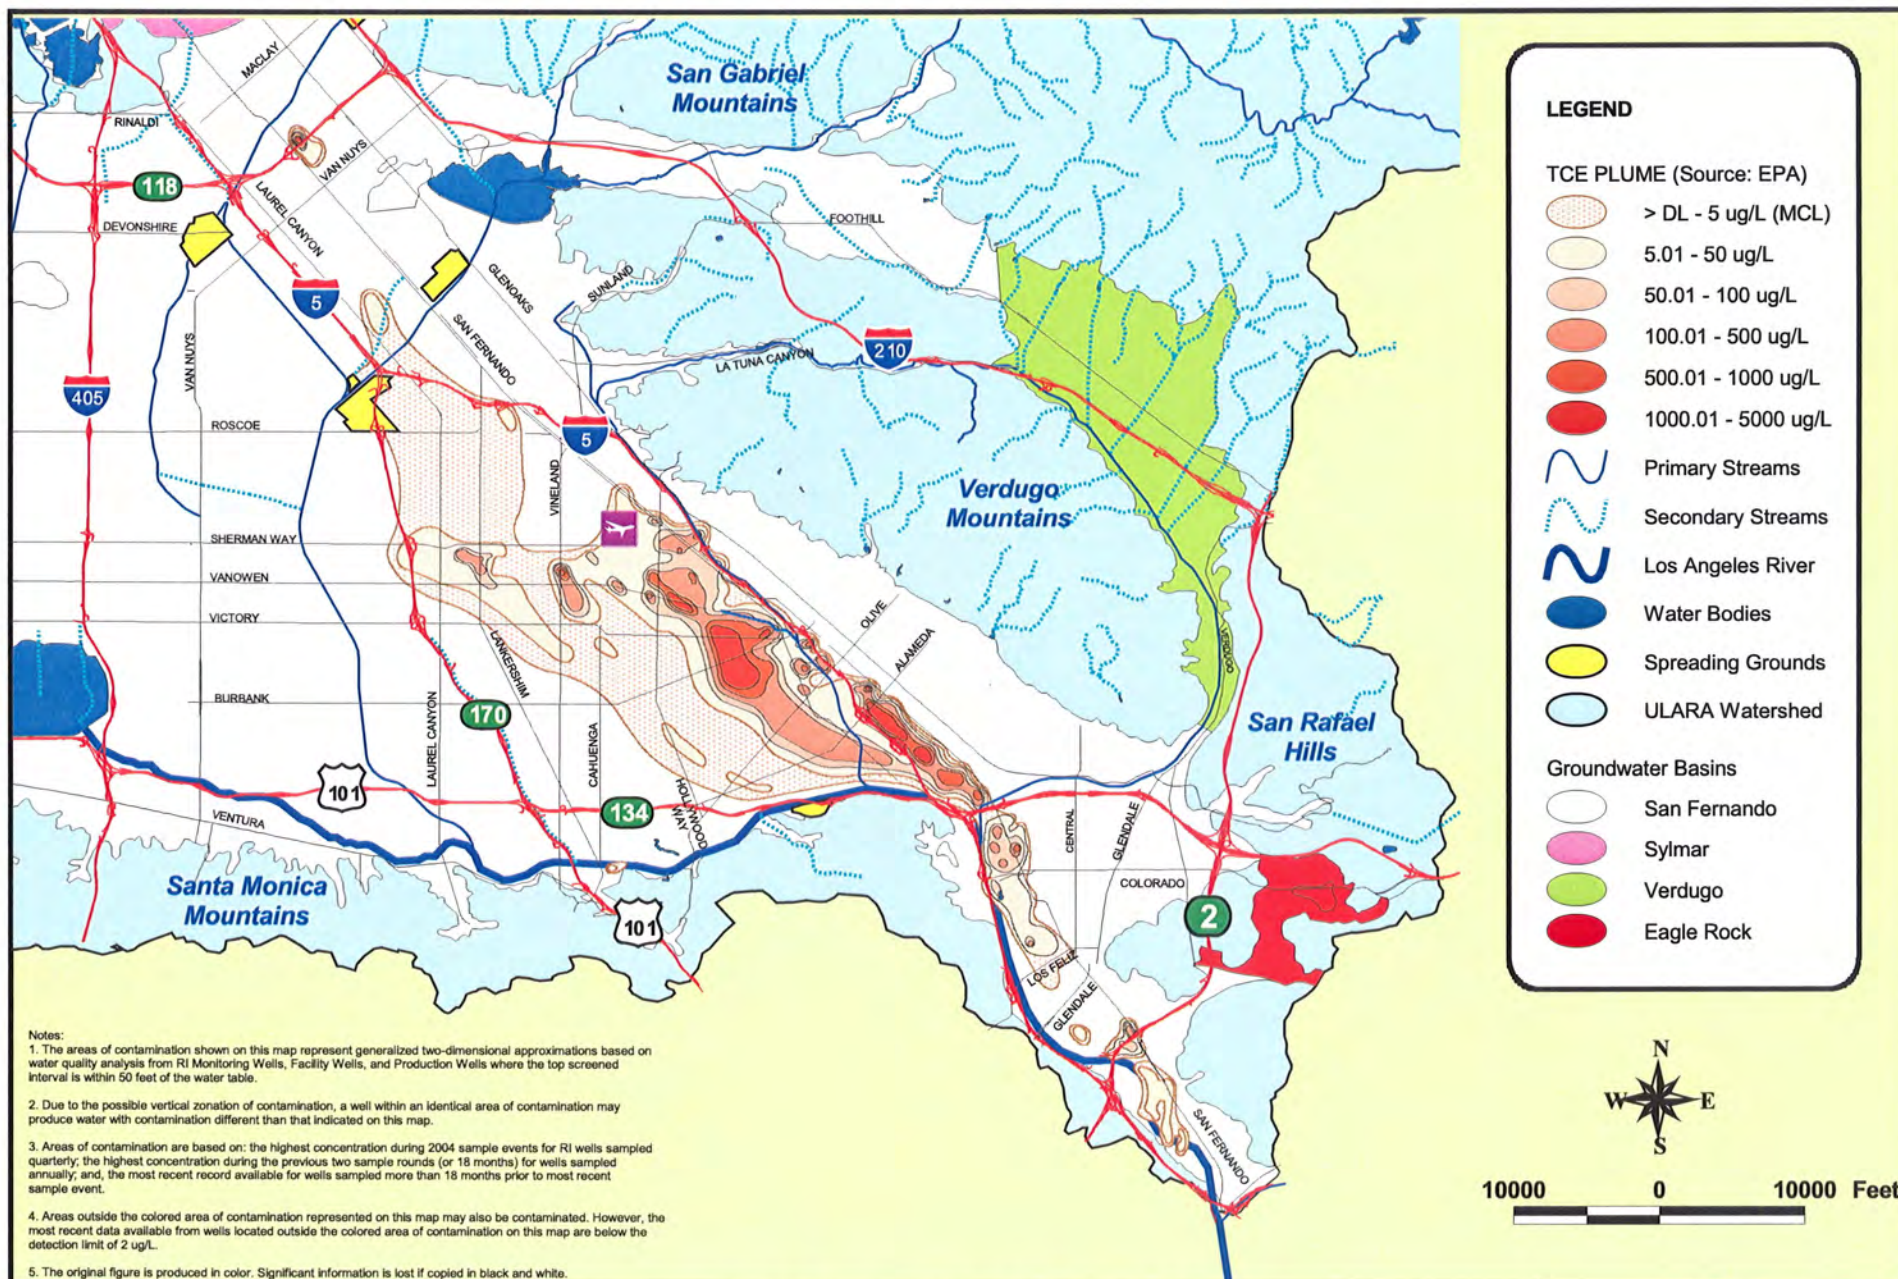 San Gabriel
Mountains
MACLAY
RINALDI
VAN NUYS
118
LAUREL CANYON
DEVONSHIRE
FOOTHILL
GLENOAKS
SUNLAND
5
SAN FERNANDO
VAN NUYS
LA TUNA CANYON
210
405
ROSCOE
5
VINELAND
Verdugo
Mountains
SHERMAN WAY
VANOWEN
VICTORY
OLIVE
ALAMEDA
VERDUGO
LANKERSHIM
BURBANK
170
LAUREL CANYON
CAHUENGA
San Rafael
Hills
101
134
HOLLYWOOD
WAY
VENTURA
CENTRAL
GLENDALE
COLORADO
Santa Monica
Mountains
101
2
LOS FELIZ
GLENDALE
SAN FERNANDO
LEGEND
TCE PLUME (Source: EPA)
> DL - 5 ug/L (MCL)
5.01 - 50 ug/L
50.01 - 100 ug/L
100.01 - 500 ug/L
500.01 - 1000 ug/L
1000.01 - 5000 ug/L
Primary Streams
Secondary Streams
Los Angeles River
Water Bodies
Spreading Grounds
ULARA Watershed
Groundwater Basins
San Fernando
Sylmar
Verdugo
Eagle Rock
N
W E
S
10000 0 10000 Feet
Notes:
1. The areas of contamination shown on this map represent generalized two-dimensional approximations based on
water quality analysis from RI Monitoring Wells, Facility Wells, and Production Wells where the top screened
interval is within 50 feet of the water table.
2. Due to the possible vertical zonation of contamination, a well within an identical area of contamination may
produce water with contamination different than that indicated on this map.
3. Areas of contamination are based on: the highest concentration during 2004 sample events for RI wells sampled
quarterly; the highest concentration during the previous two sample rounds (or 18 months) for wells sampled
annually; and, the most recent record available for wells sampled more than 18 months prior to most recent
sample event.
4. Areas outside the colored area of contamination represented on this map may also be contaminated. However, the
most recent data available from wells located outside the colored area of contamination on this map are below the
detection limit of 2 ug/L.
5. The original figure is produced in color. Significant information is lost if copied in black and white.